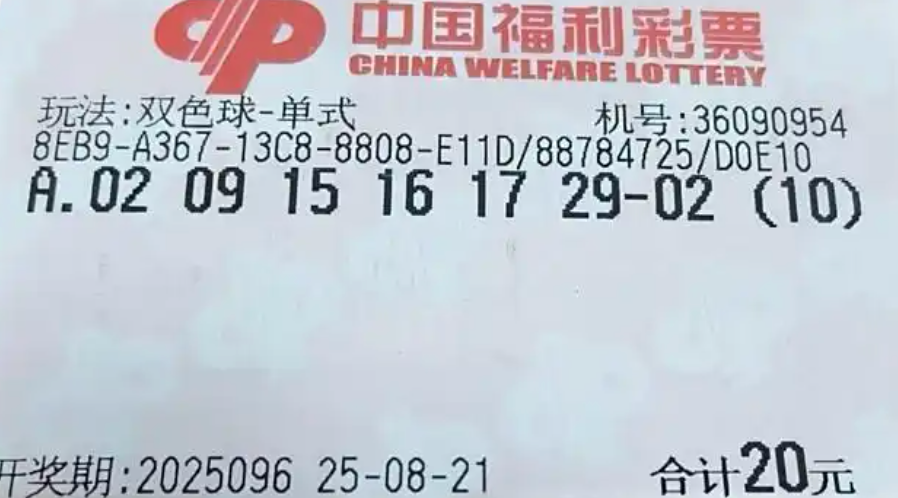 中国福利彩票
CHINA WELFARE LOTTERY
玩法:双色球-单式 机号:36090954
8EB9-A367-13C8-8808-E11D/88784725/D0E10
A.02 09 15 16 17 29-02 (10)
开奖期:2025096 25-08-21 合计20元